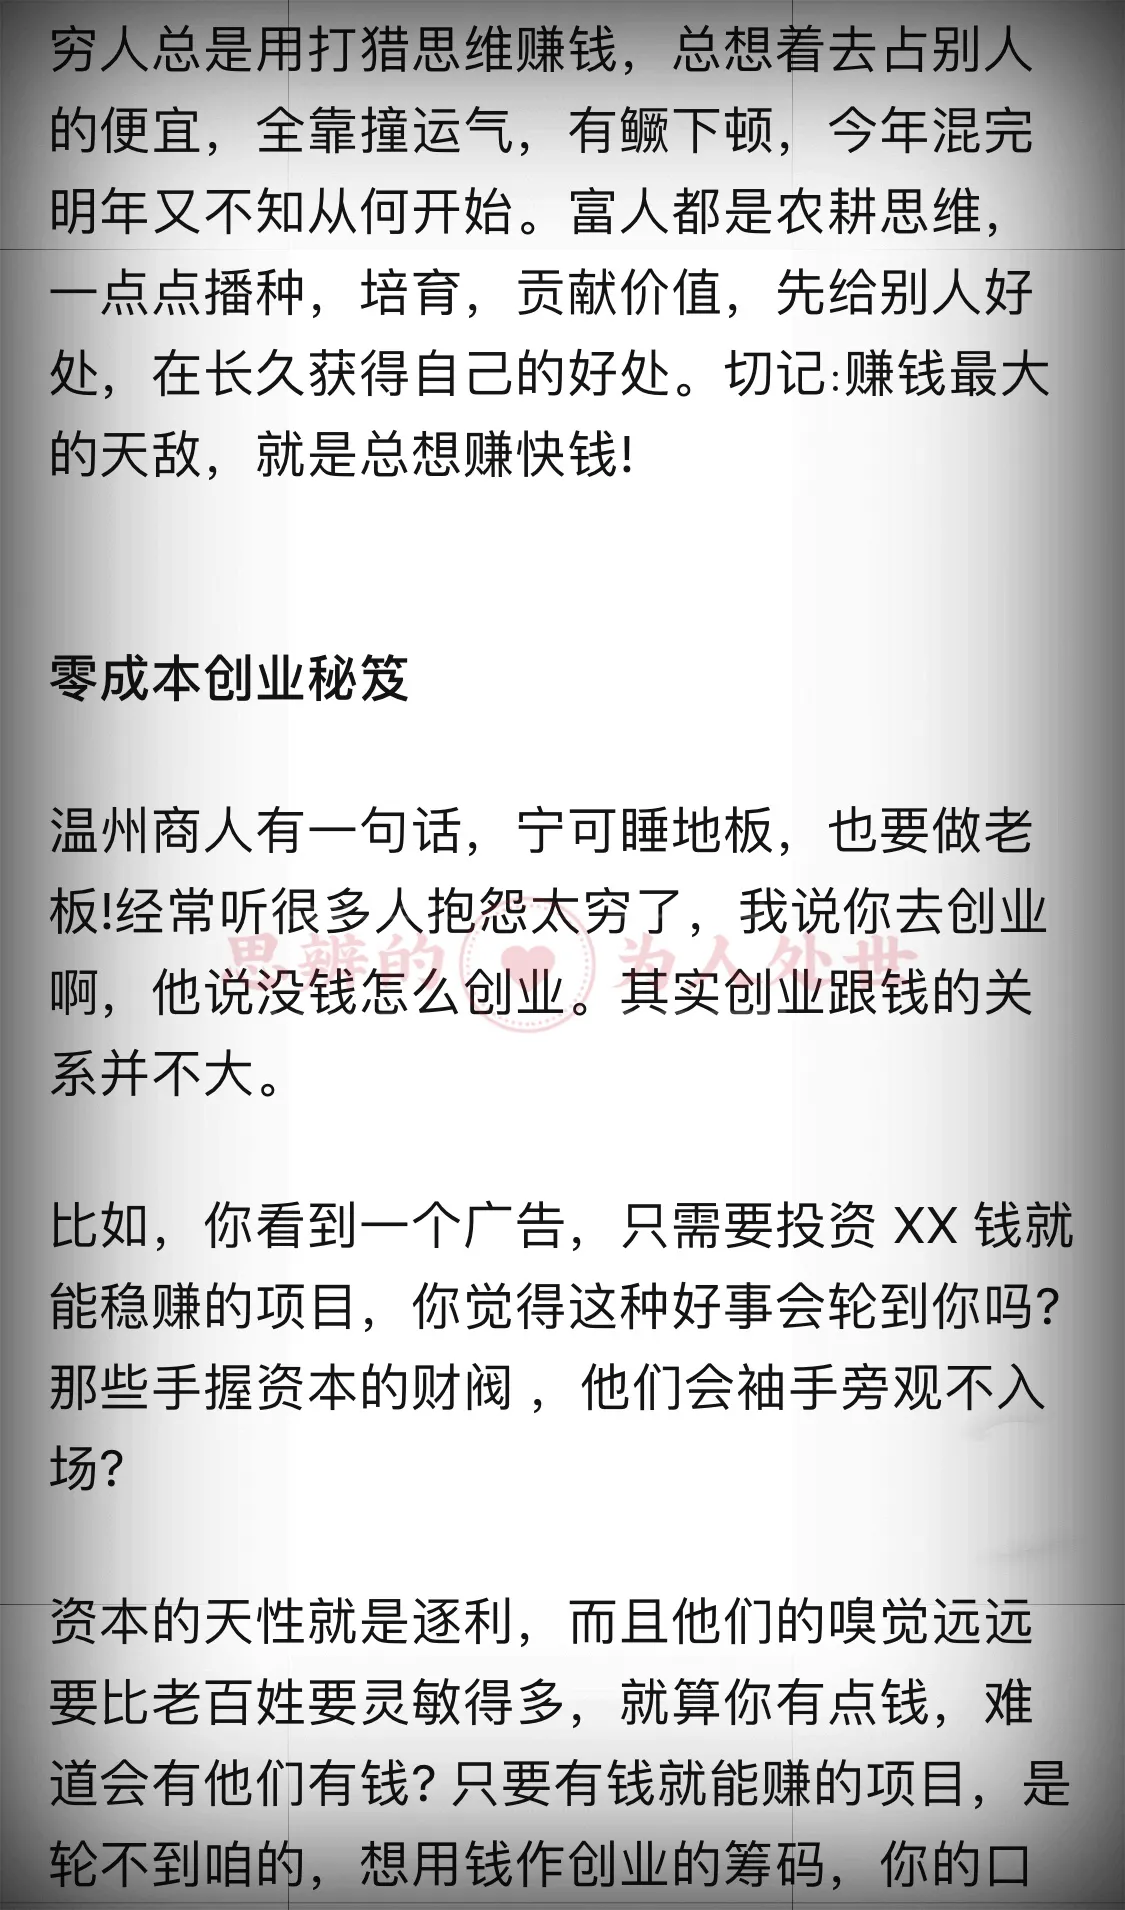 穷人总是用打猎思维赚钱，总想着去占别人
的便宜，全靠撞运气，有鳜下顿，今年混完
明年又不知从何开始。富人都是农耕思维，
一点点播种，培育，贡献价值，先给别人好
处，在长久获得自己的好处。切记:赚钱最大
的天敌，就是总想赚快钱!
零成本创业秘笈
温州商人有一句话，宁可睡地板，也要做老
板!经常听很多人抱怨太穷了，我说你去创业
啊，他说没钱怎么创业。其实创业跟钱的关
系并不大。
思辨的 为人处世
比如，你看到一个广告，只需要投资 XX 钱就
能稳赚的项目，你觉得这种好事会轮到你吗?
那些手握资本的财阀 ，他们会袖手旁观不入
场?
资本的天性就是逐利，而且他们的嗅觉远远
要比老百姓要灵敏得多，就算你有点钱，难
道会有他们有钱? 只要有钱就能赚的项目，是
轮不到咱的，想用钱作创业的筹码，你的口